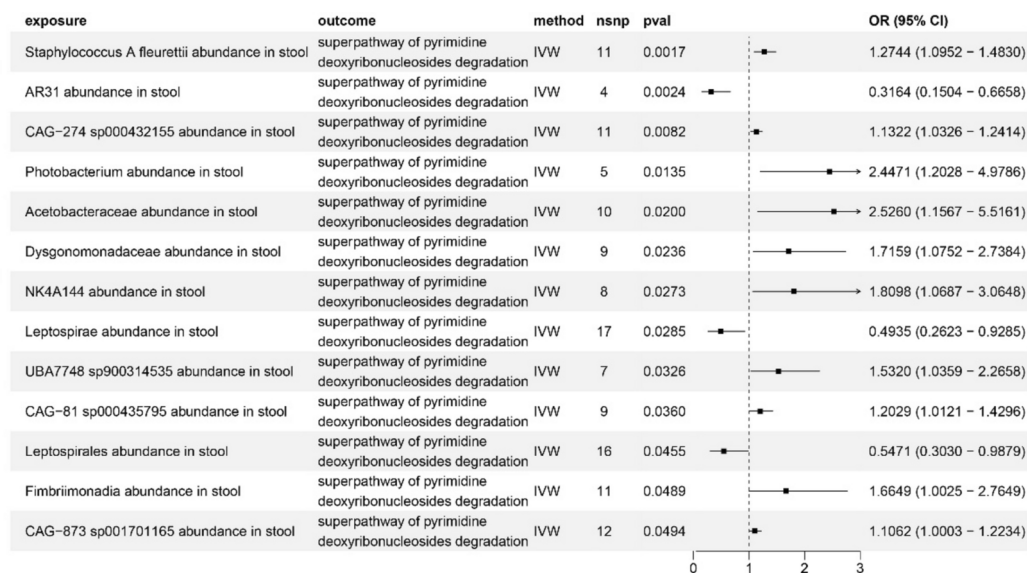 exposure outcome method nsnp pval OR (95% CI)
Staphylococcus A fleurettii abundance in stool superpathway of pyrimidine deoxyribonucleosides degradation IVW 11 0.0017 1.2744 (1.0952 − 1.4830)
AR31 abundance in stool superpathway of pyrimidine deoxyribonucleosides degradation IVW 4 0.0024 0.3164 (0.1504 − 0.6658)
CAG−274 sp000432155 abundance in stool superpathway of pyrimidine deoxyribonucleosides degradation IVW 11 0.0082 1.1322 (1.0326 − 1.2414)
Photobacterium abundance in stool superpathway of pyrimidine deoxyribonucleosides degradation IVW 5 0.0135 2.4471 (1.2028 − 4.9786)
Acetobacteraceae abundance in stool superpathway of pyrimidine deoxyribonucleosides degradation IVW 10 0.0200 2.5260 (1.1567 − 5.5161)
Dysgonomonadaceae abundance in stool superpathway of pyrimidine deoxyribonucleosides degradation IVW 9 0.0236 1.7159 (1.0752 − 2.7384)
NK4A144 abundance in stool superpathway of pyrimidine deoxyribonucleosides degradation IVW 8 0.0273 1.8098 (1.0687 − 3.0648)
Leptospirae abundance in stool superpathway of pyrimidine deoxyribonucleosides degradation IVW 17 0.0285 0.4935 (0.2623 − 0.9285)
UBA7748 sp900314535 abundance in stool superpathway of pyrimidine deoxyribonucleosides degradation IVW 7 0.0326 1.5320 (1.0359 − 2.2658)
CAG−81 sp000435795 abundance in stool superpathway of pyrimidine deoxyribonucleosides degradation IVW 9 0.0360 1.2029 (1.0121 − 1.4296)
Leptospirales abundance in stool superpathway of pyrimidine deoxyribonucleosides degradation IVW 16 0.0455 0.5471 (0.3030 − 0.9879)
Fimbriimonadia abundance in stool superpathway of pyrimidine deoxyribonucleosides degradation IVW 11 0.0489 1.6649 (1.0025 − 2.7649)
CAG−873 sp001701165 abundance in stool superpathway of pyrimidine deoxyribonucleosides degradation IVW 12 0.0494 1.1062 (1.0003 − 1.2234)
0 1 2 3